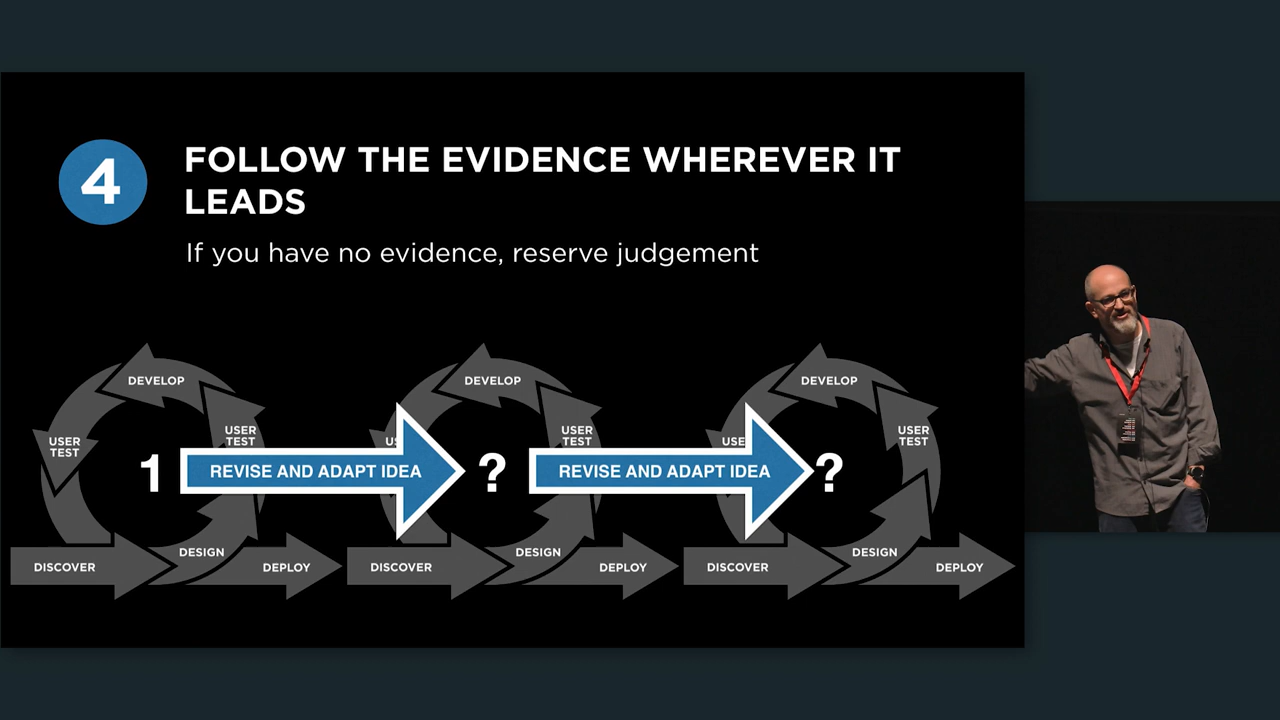 4
FOLLOW THE EVIDENCE WHEREVER IT
LEADS
If you have no evidence, reserve judgement
DEVELOP
USER
TEST
USER
TEST
1
REVISE AND ADAPT IDEA
DISCOVER
DESIGN
DEPLOY
DEVELOP
USER
TEST
?
REVISE AND ADAPT IDEA
DISCOVER
DESIGN
DEPLOY
DEVELOP
USE
USER
TEST
?
DISCOVER
DESIGN
DEPLOY